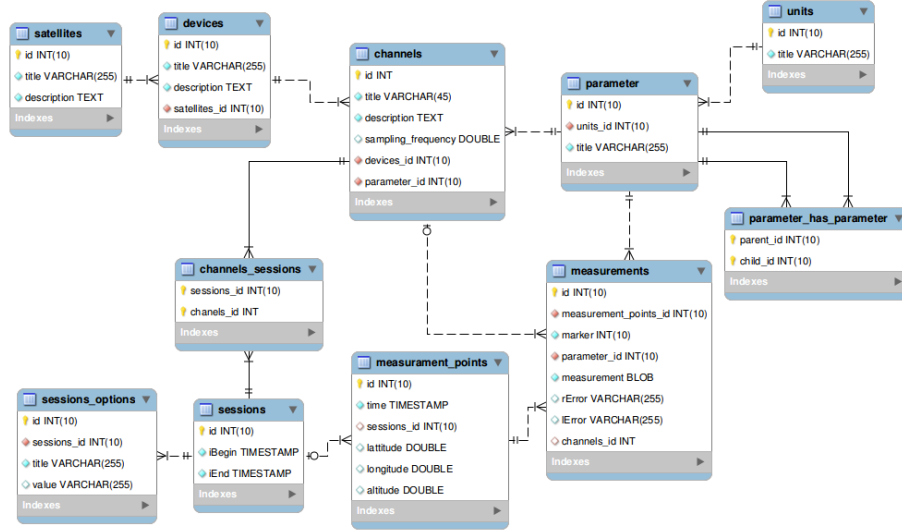 satellites
id INT(10)
title VARCHAR(255)
description TEXT
Indexes
devices
id INT(10)
title VARCHAR(255)
description TEXT
satellites_id INT(10)
Indexes
channels
id INT
title VARCHAR(45)
description TEXT
sampling_frequency DOUBLE
devices_id INT(10)
parameter_id INT(10)
Indexes
parameter
id INT(10)
units_id INT(10)
title VARCHAR(255)
Indexes
units
id INT(10)
title VARCHAR(255)
Indexes
parameter_has_parameter
parent_id INT(10)
child_id INT(10)
Indexes
channels_sessions
sessions_id INT(10)
chanels_id INT
Indexes
measurements
id INT(10)
measurement_points_id INT(10)
marker INT(10)
parameter_id INT(10)
measurement BLOB
rError VARCHAR(255)
lError VARCHAR(255)
channels_id INT
Indexes
measurament_points
id INT(10)
time TIMESTAMP
sessions_id INT(10)
lattitude DOUBLE
longitude DOUBLE
altitude DOUBLE
Indexes
sessions_options
id INT(10)
sessions_id INT(10)
title VARCHAR(255)
value VARCHAR(255)
Indexes
sessions
id INT(10)
iBegin TIMESTAMP
iEnd TIMESTAMP
Indexes